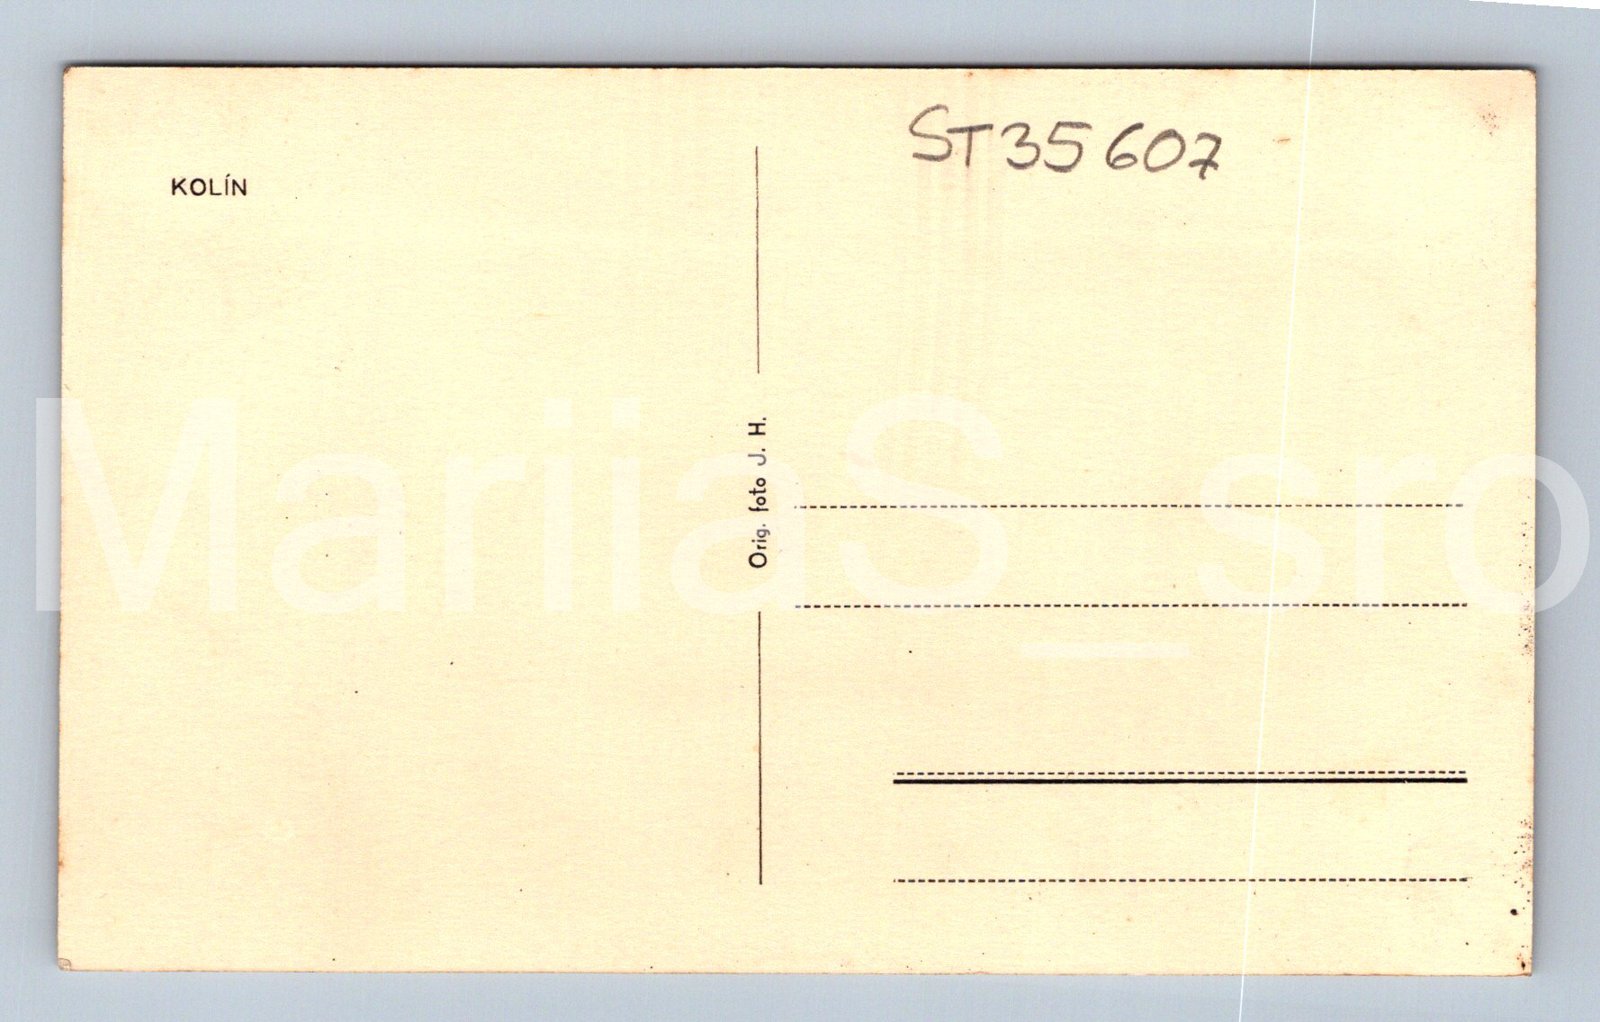 KOLÍN
ST35607
Orig. foto J. H.
MariiaS_sro